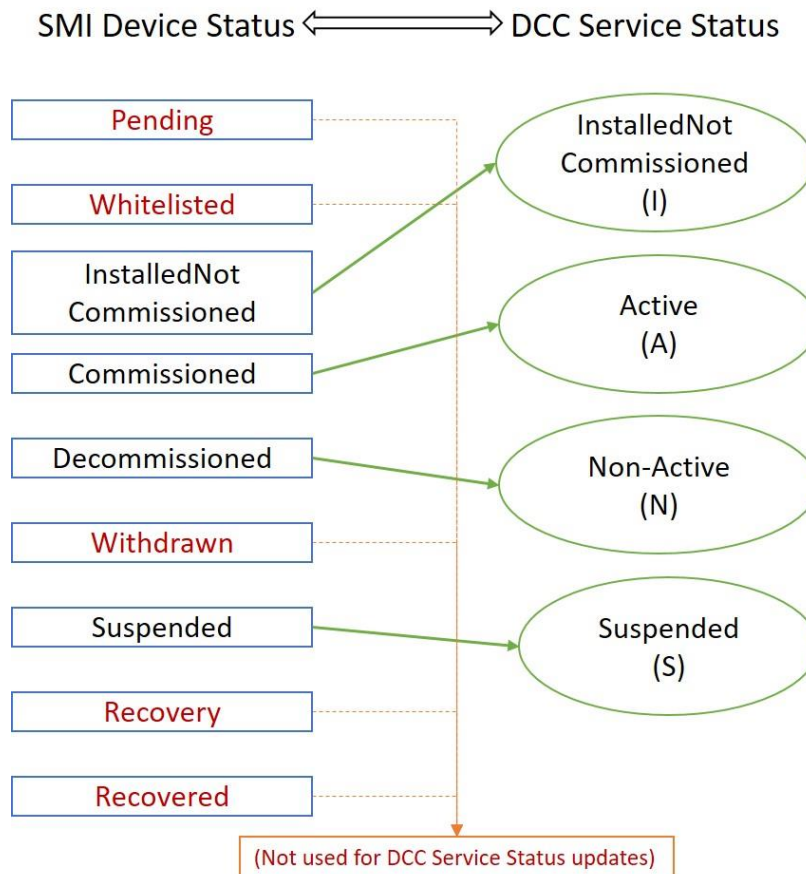 SMI Device Status
DCC Service Status
Pending
Whitelisted
InstalledNot
Commissioned
Commissioned
Decommissioned
Withdrawn
Suspended
Recovery
Recovered
InstalledNot
Commissioned
(I)
Active
(A)
Non-Active
(N)
Suspended
(S)
(Not used for DCC Service Status updates)